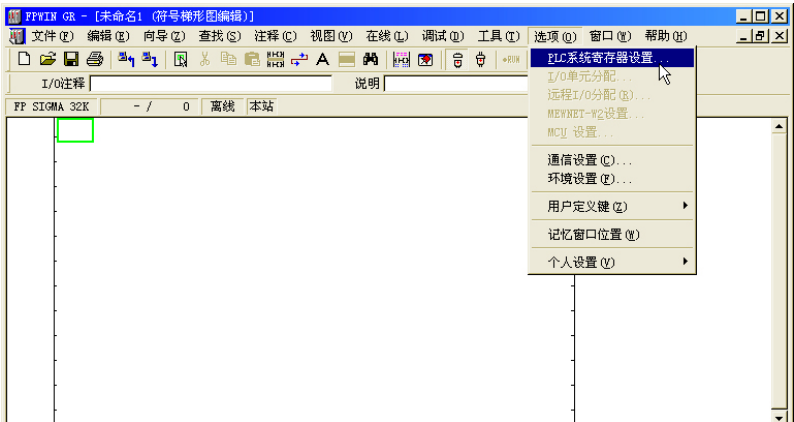 FPWIN GR - [未命名1 (符号梯形图编辑)]
文件(F) 编辑(E) 向导(Z) 查找(S) 注释(C) 视图(V) 在线(L) 调试(D) 工具(T) 选项(O) 窗口(W) 帮助(H)
I/O注释 说明
FP SIGMA 32K - / 0 离线 本站
PLC系统寄存器设置...
I/O单元分配...
远程I/O分配(R)...
MEWNET-W2设置...
MCU 设置...
通信设置(C)...
环境设置(F)...
用户定义键(Z)
记忆窗口位置(W)
个人设置(V)